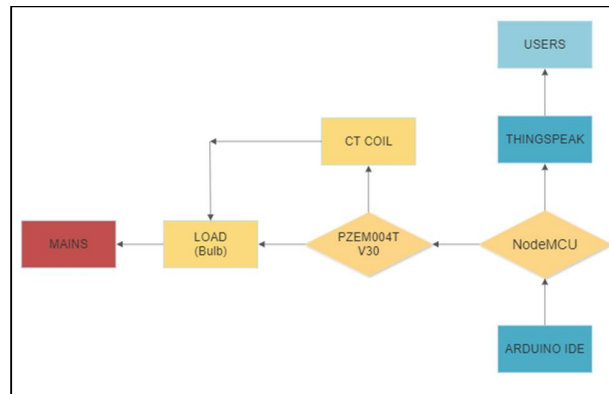 USERS
CT COIL
THINGSPEAK
MAINS
LOAD
(Bulb)
PZEM004T
V30
NodeMCU
ARDUINO IDE